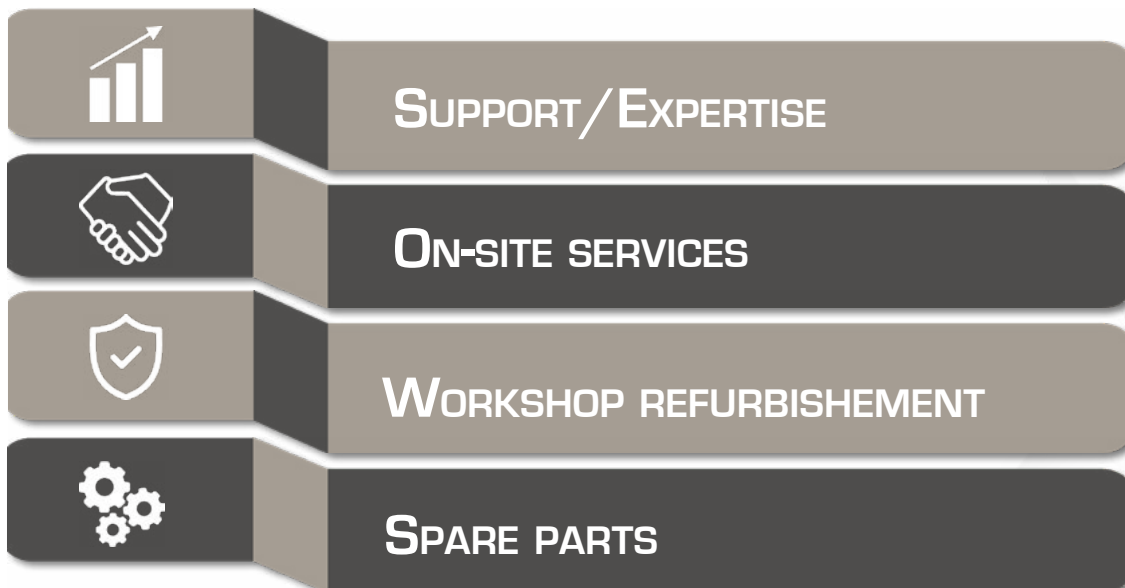 Support/Expertise
On-site services
Workshop refurbishement
Spare parts